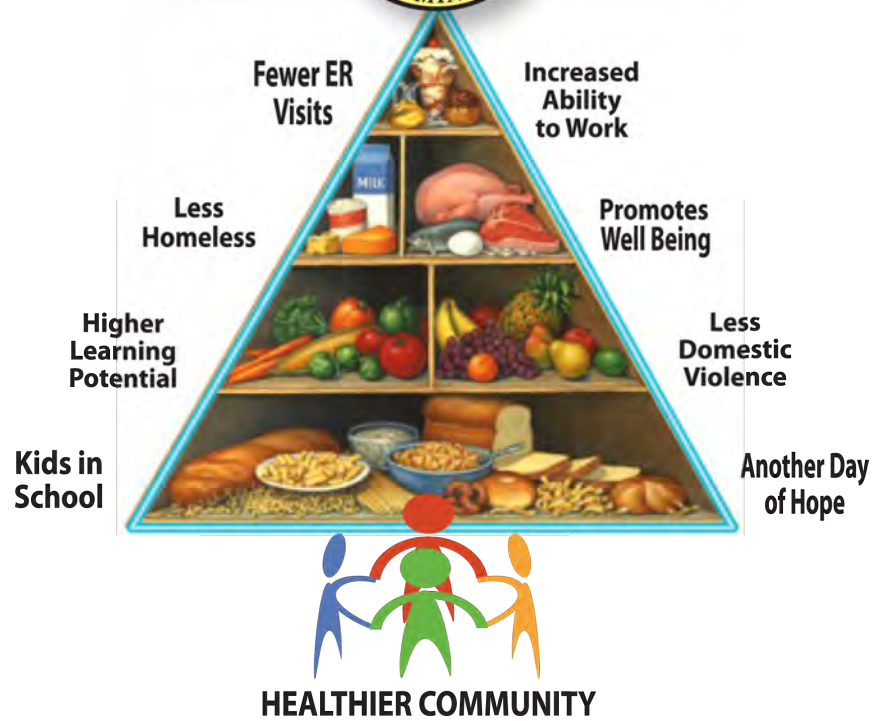 Fewer ER
Visits
Increased
Ability
to Work
MILK
Less
Homeless
Promotes
Well Being
Higher
Learning
Potential
Less
Domestic
Violence
Kids in
School
Another Day
of Hope
HEALTHIER COMMUNITY